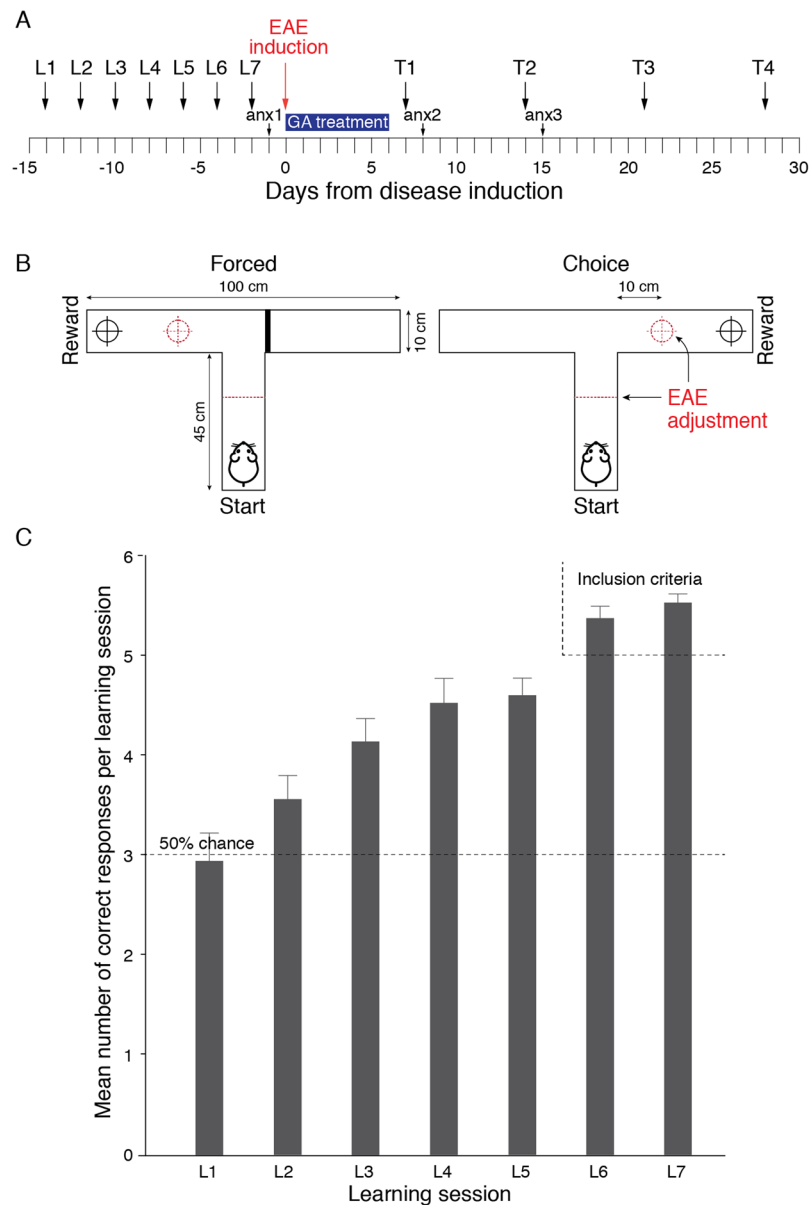 A
EAE
induction
L1 L2 L3 L4 L5 L6 L7 T1 T2 T3 T4
anx1 GA treatment anx2 anx3
-15 -10 -5 0 5 10 15 20 25 30
Days from disease induction
B
Forced
100 cm
Reward
10 cm
45 cm
Start
Choice
10 cm
Reward
EAE
adjustment
Start
C
Mean number of correct responses per learning session
6
5
4
3
2
1
0
Inclusion criteria
50% chance
L1 L2 L3 L4 L5 L6 L7
Learning session